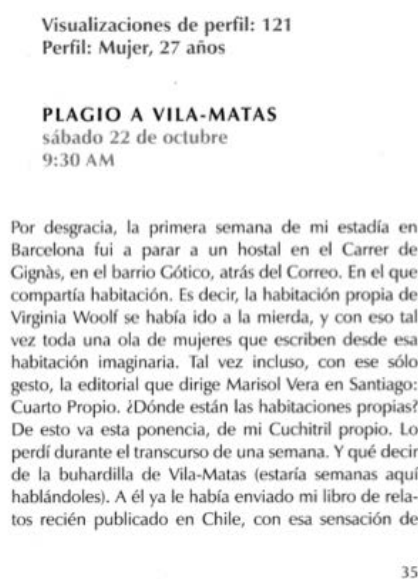 Visualizaciones de perfil: 121
Perfil: Mujer, 27 años
PLAGIO A VILA-MATAS
sábado 22 de octubre
9:30 AM
Por desgracia, la primera semana de mi estadía en
Barcelona fui a parar a un hostal en el Carrer de
Gignàs, en el barrio Gótico, atrás del Correo. En el que
compartía habitación. Es decir, la habitación propia de
Virginia Woolf se había ido a la mierda, y con eso tal
vez toda una ola de mujeres que escriben desde esa
habitación imaginaria. Tal vez incluso, con ese sólo
gesto, la editorial que dirige Marisol Vera en Santiago:
Cuarto Propio. ¿Dónde están las habitaciones propias?
De esto va esta ponencia, de mi Cuchitril propio. Lo
perdí durante el transcurso de una semana. Y qué decir
de la buhardilla de Vila-Matas (estaría semanas aquí
hablándoles). A él ya le había enviado mi libro de rela-
tos recién publicado en Chile, con esa sensación de
35